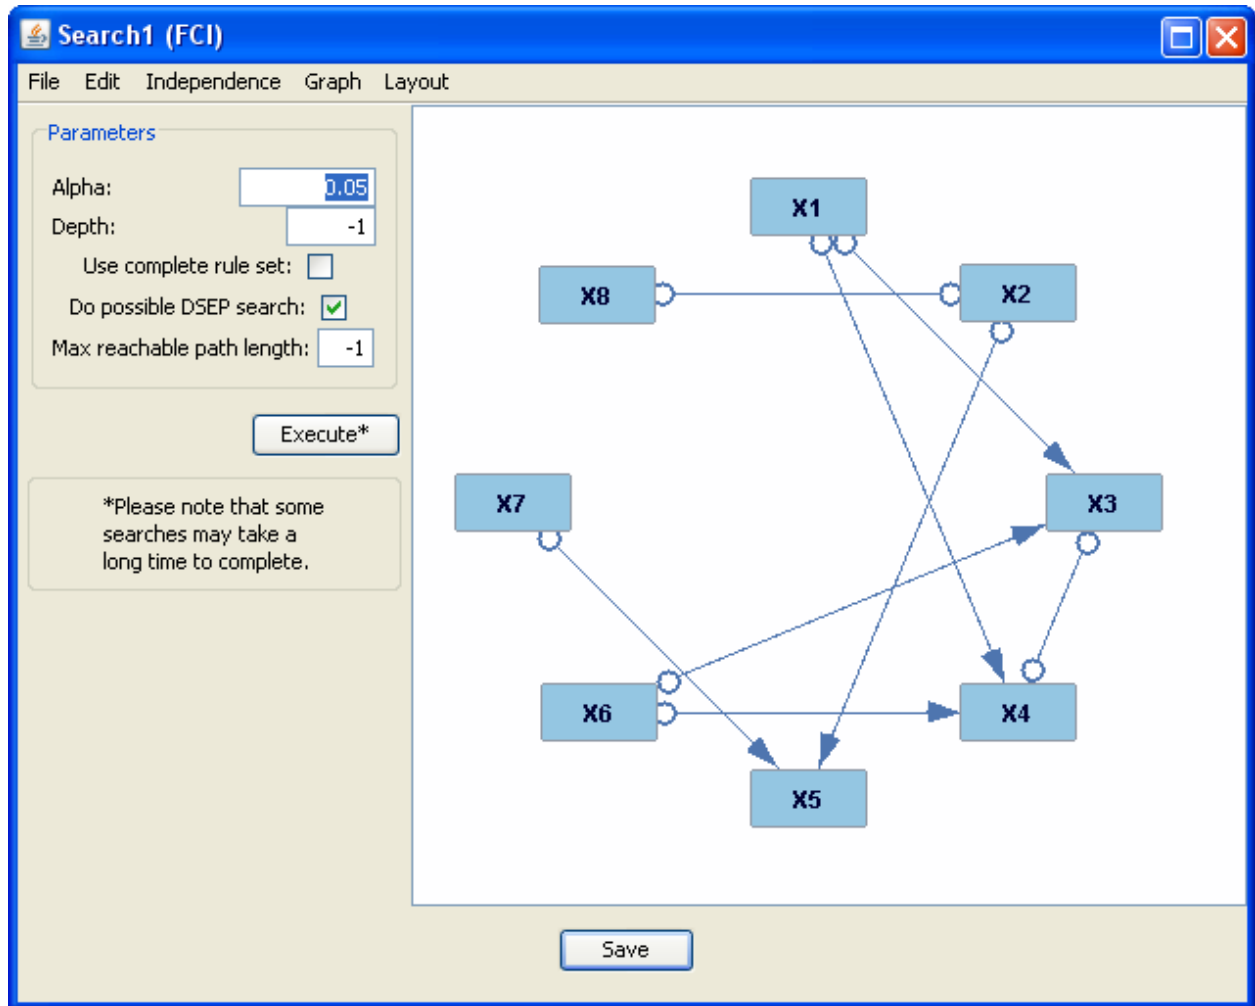 Search1 (FCI)
File Edit Independence Graph Layout
Parameters
Alpha: 0.05
Depth: -1
Use complete rule set:
Do possible DSEP search:
Max reachable path length: -1
Execute*
*Please note that some
searches may take a
long time to complete.
X1
X8
X2
X7
X3
X6
X4
X5
Save